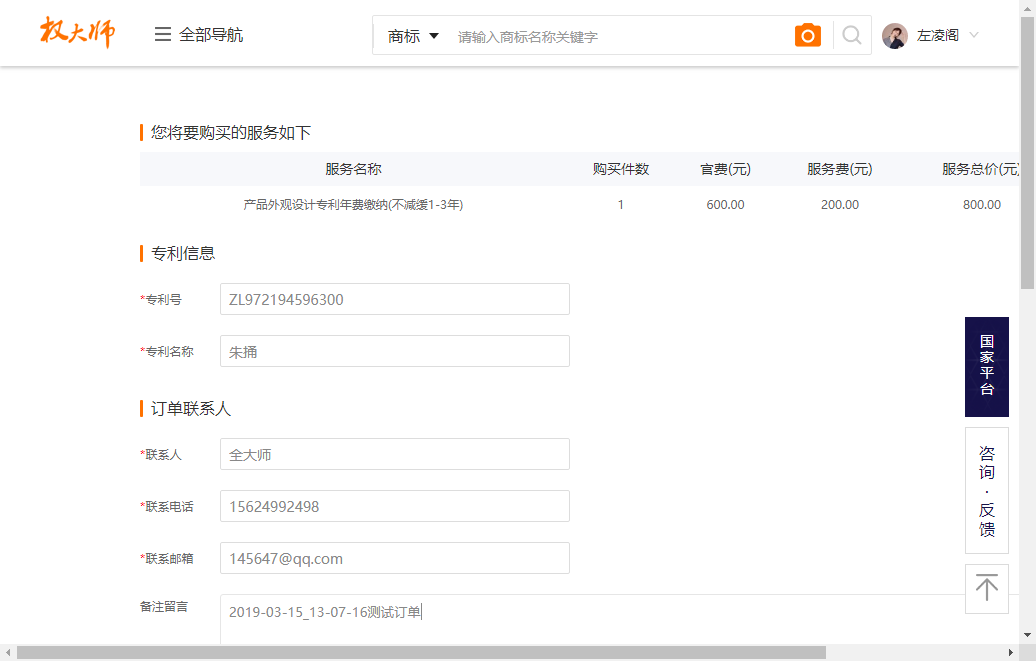 权大师
全部导航
商标
请输入商标名称关键字
左凌阁
您将要购买的服务如下
服务名称 购买件数 官费(元) 服务费(元) 服务总价(元)
产品外观设计专利年费缴纳(不减缓1-3年) 1 600.00 200.00 800.00
专利信息
*专利号 ZL972194596300
*专利名称 朱捅
订单联系人
*联系人 全大师
*联系电话 15624992498
*联系邮箱 145647@qq.com
备注留言 2019-03-15_13-07-16测试订单
国家平台
咨询·反馈